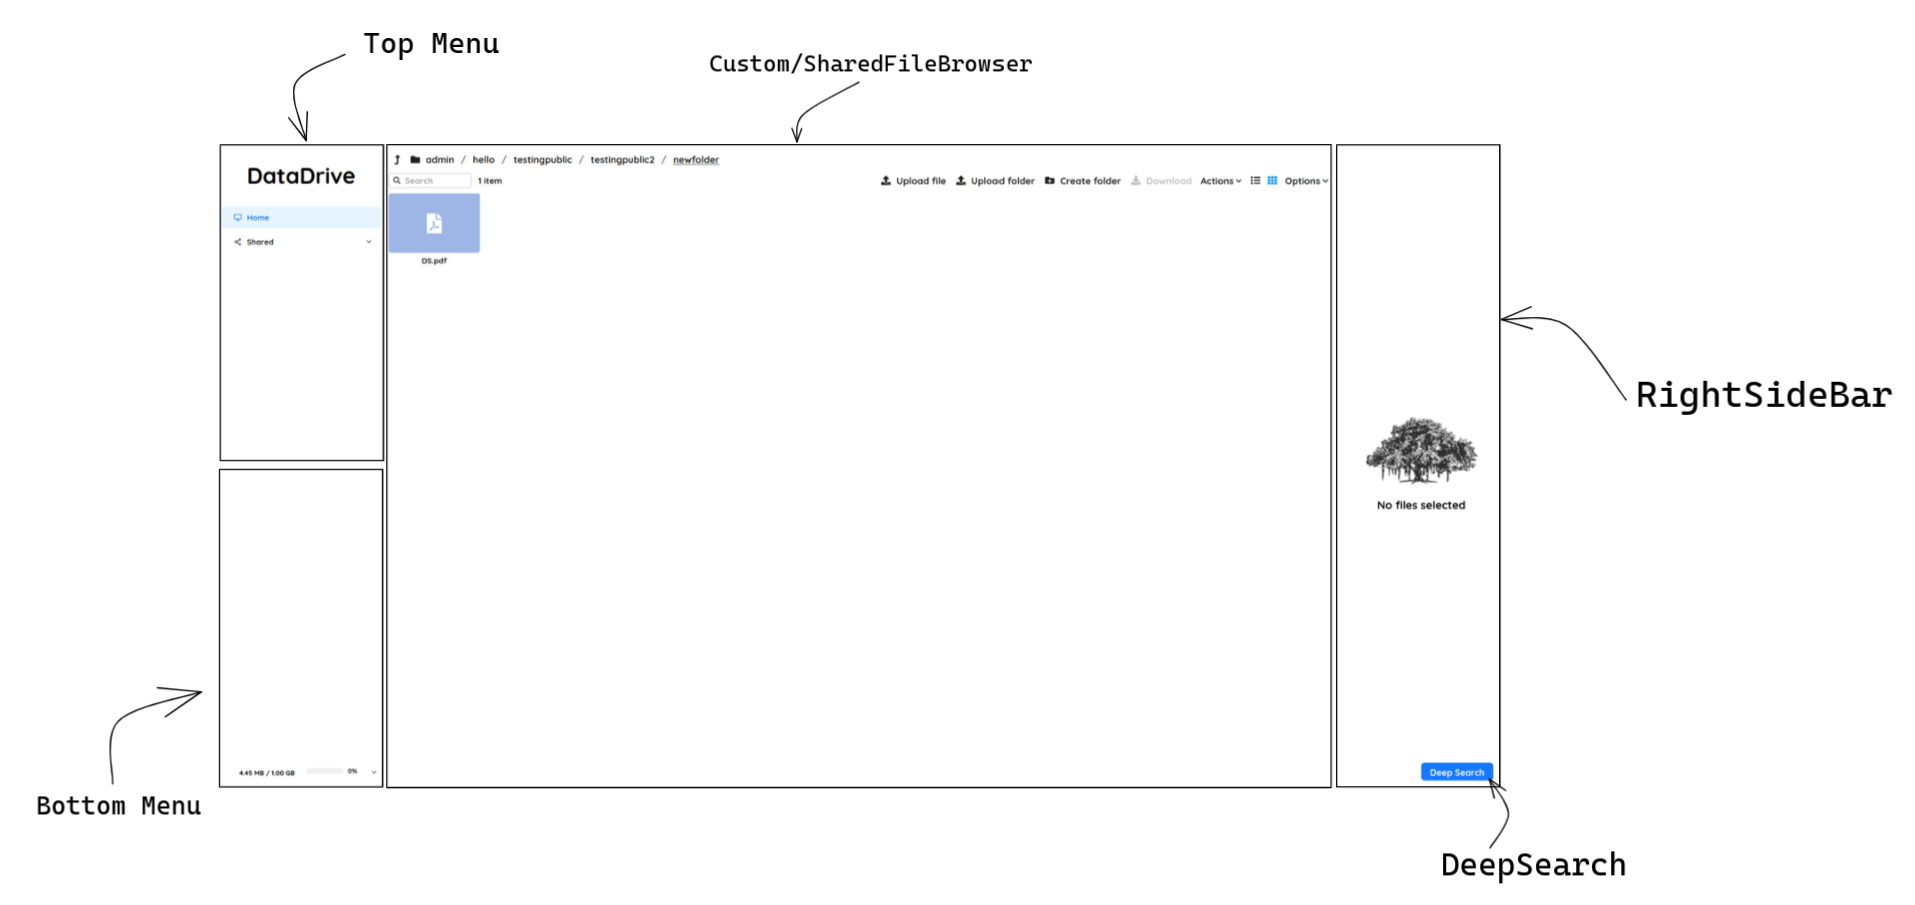 Top Menu
Custom/SharedFileBrowser
DataDrive
Home
Shared
admin / hello / testingpublic / testingpublic2 / newfolder
Search
1 item
Upload file
Upload folder
Create folder
Download
Actions
Options
DS.pdf
RightSideBar
No files selected
4.45 MB / 1.00 GB
0%
Deep Search
Bottom Menu
DeepSearch